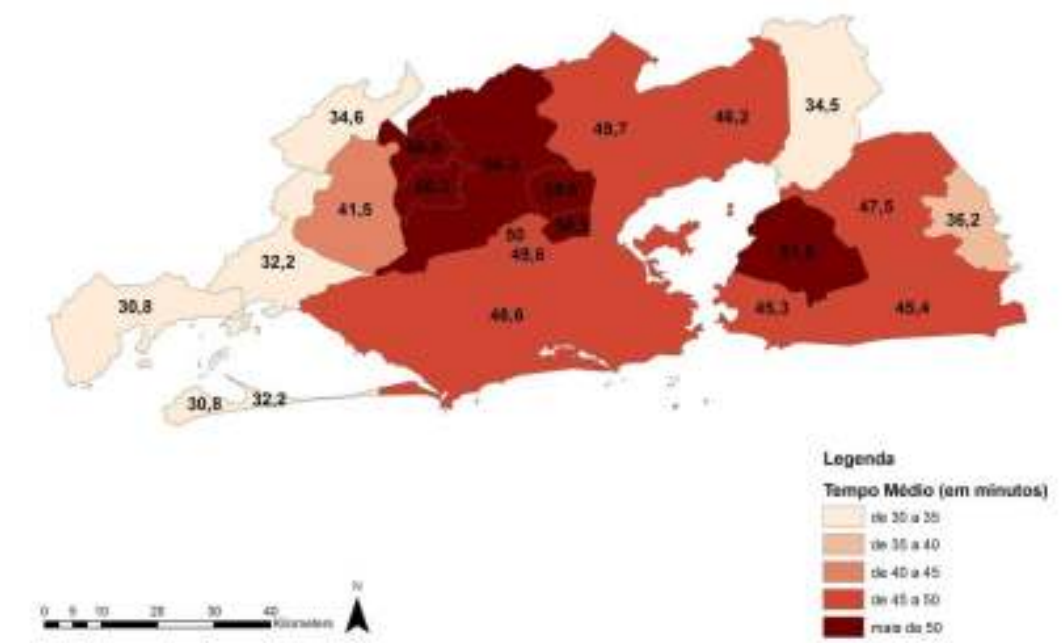 34,6
34,5
49,7
48,2
41,5
47,5
36,2
50
49,6
32,2
30,8
48,6
45,3
45,4
30,8
32,2
Legenda
Tempo Médio (em minutos)
de 30 a 35
de 35 a 40
de 40 a 45
de 45 a 50
mais de 50
N
0 5 10 20 30 40
Kilometers